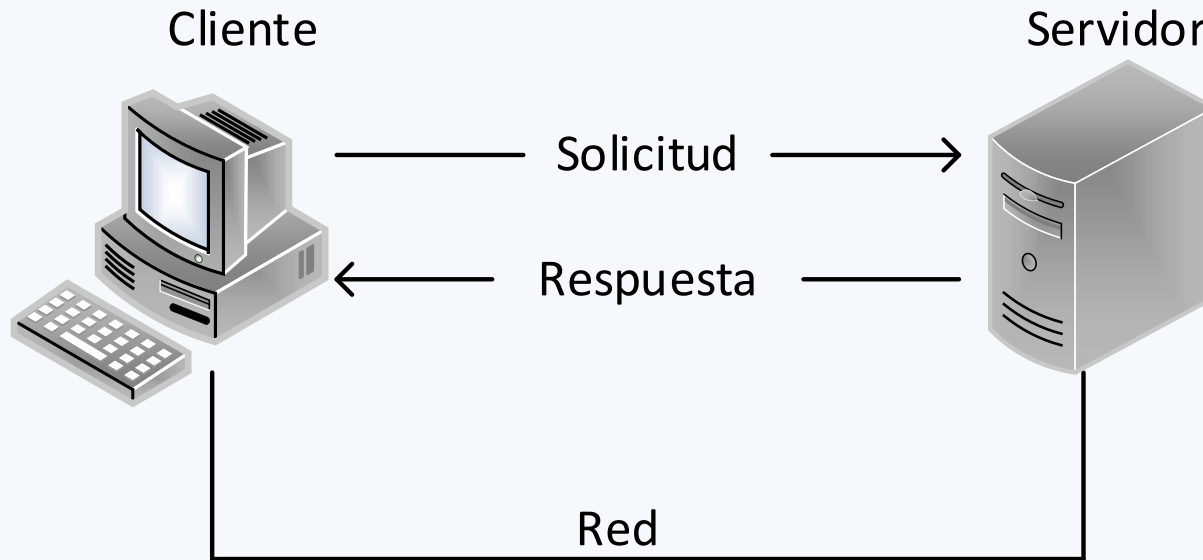 Cliente
Servidor
Solicitud
Respuesta
Red